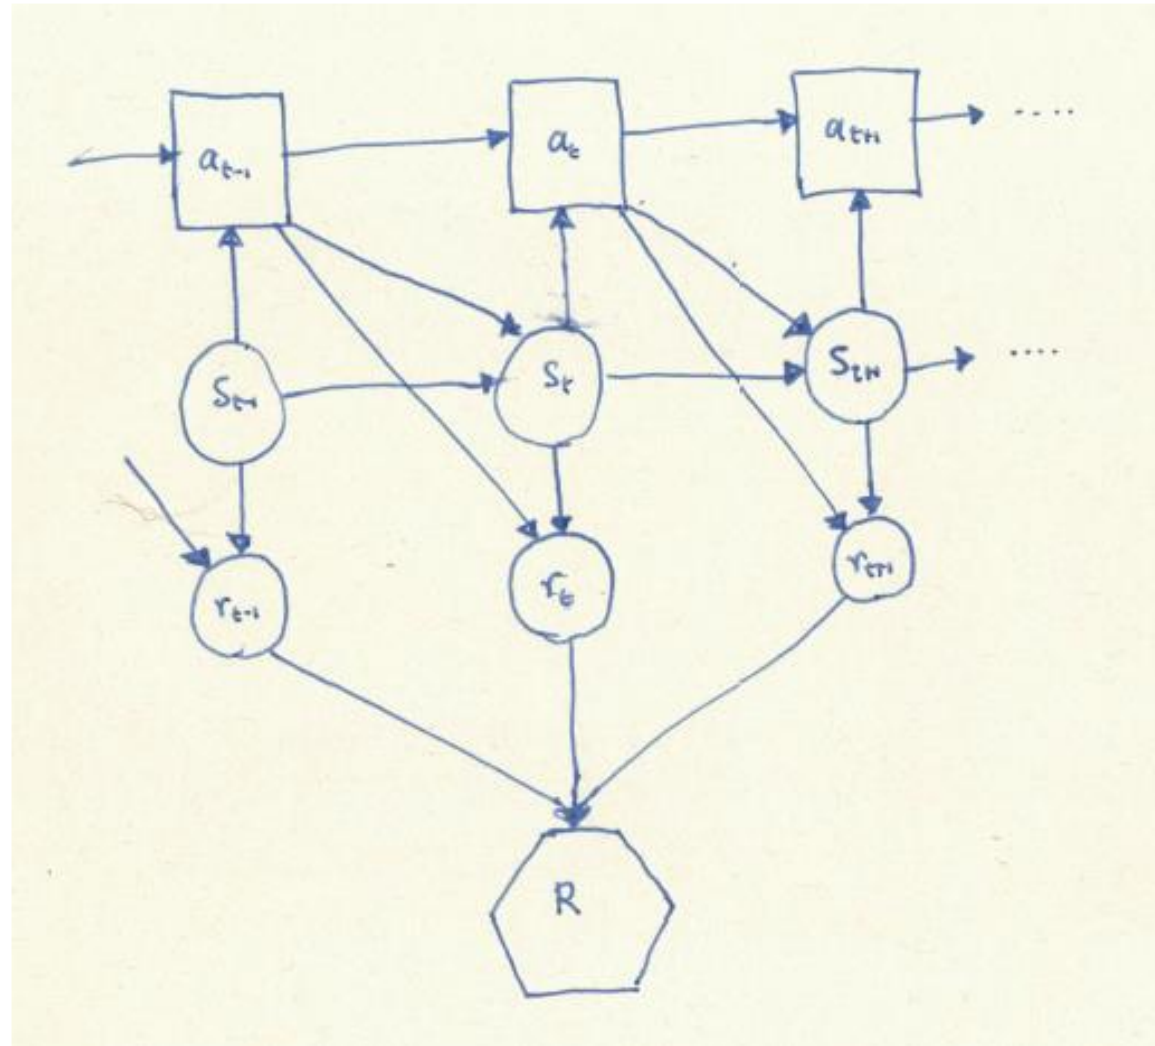 a_{t-1} a_t a_{t+1} ....
S_{t-1} S_t S_{t+1} ....
r_{t-1} r_t r_{t+1}
R